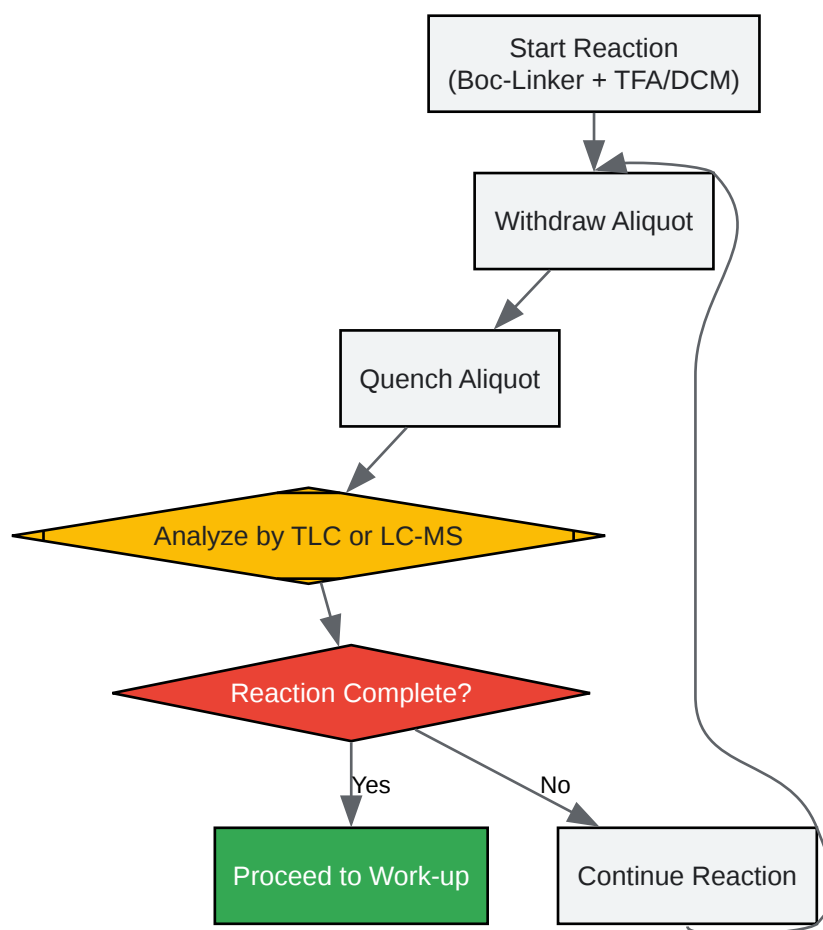 Start Reaction
(Boc-Linker + TFA/DCM)
Withdraw Aliquot
Quench Aliquot
Analyze by TLC or LC-MS
Reaction Complete?
Yes
No
Proceed to Work-up
Continue Reaction